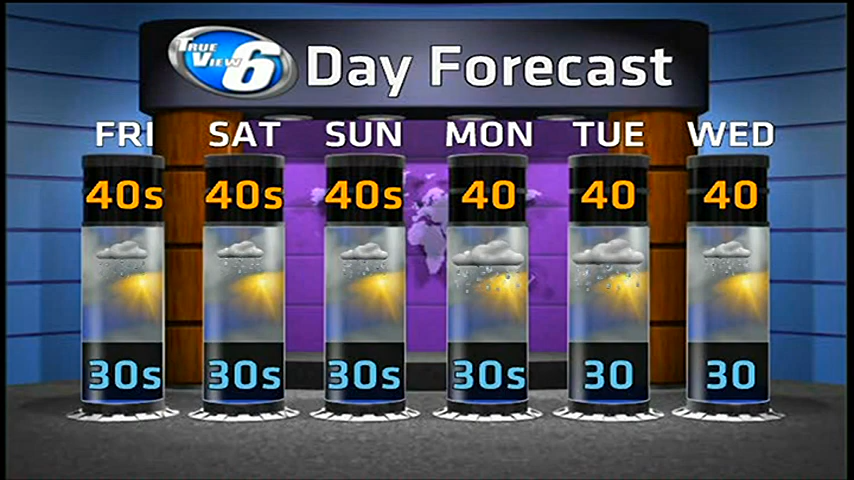 TRUE VIEW 6 Day Forecast
FRI SAT SUN MON TUE WED
40s 40s 40s 40 40 40
30s 30s 30s 30s 30 30